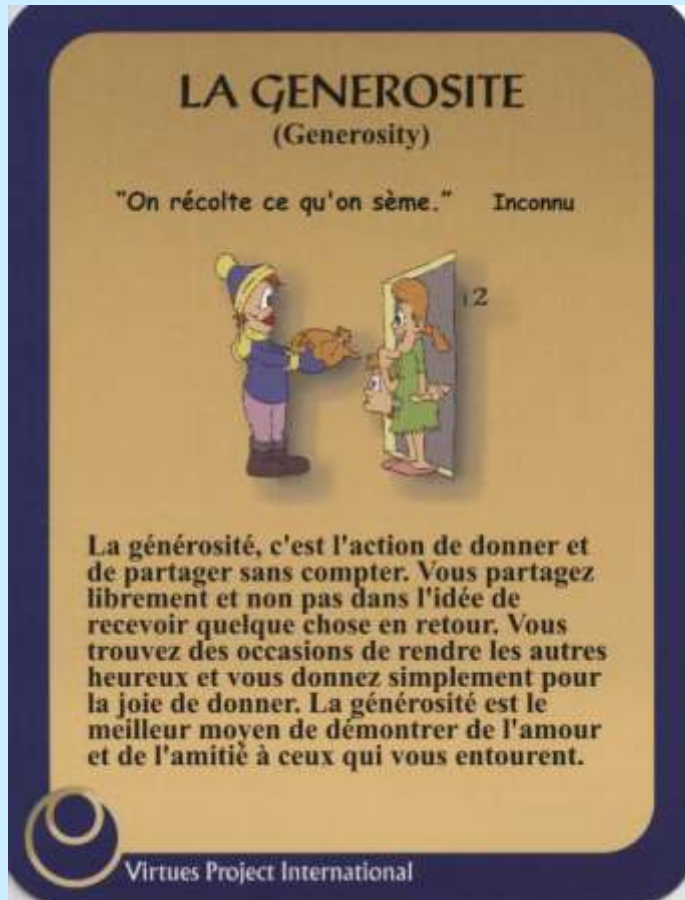 LA GENEROSITE
(Generosity)
"On récolte ce qu'on sème." Inconnu
12
La générosité, c'est l'action de donner et
de partager sans compter. Vous partagez
librement et non pas dans l'idée de
recevoir quelque chose en retour. Vous
trouvez des occasions de rendre les autres
heureux et vous donnez simplement pour
la joie de donner. La générosité est le
meilleur moyen de démontrer de l'amour
et de l'amitiè à ceux qui vous entourent.
Virtues Project International